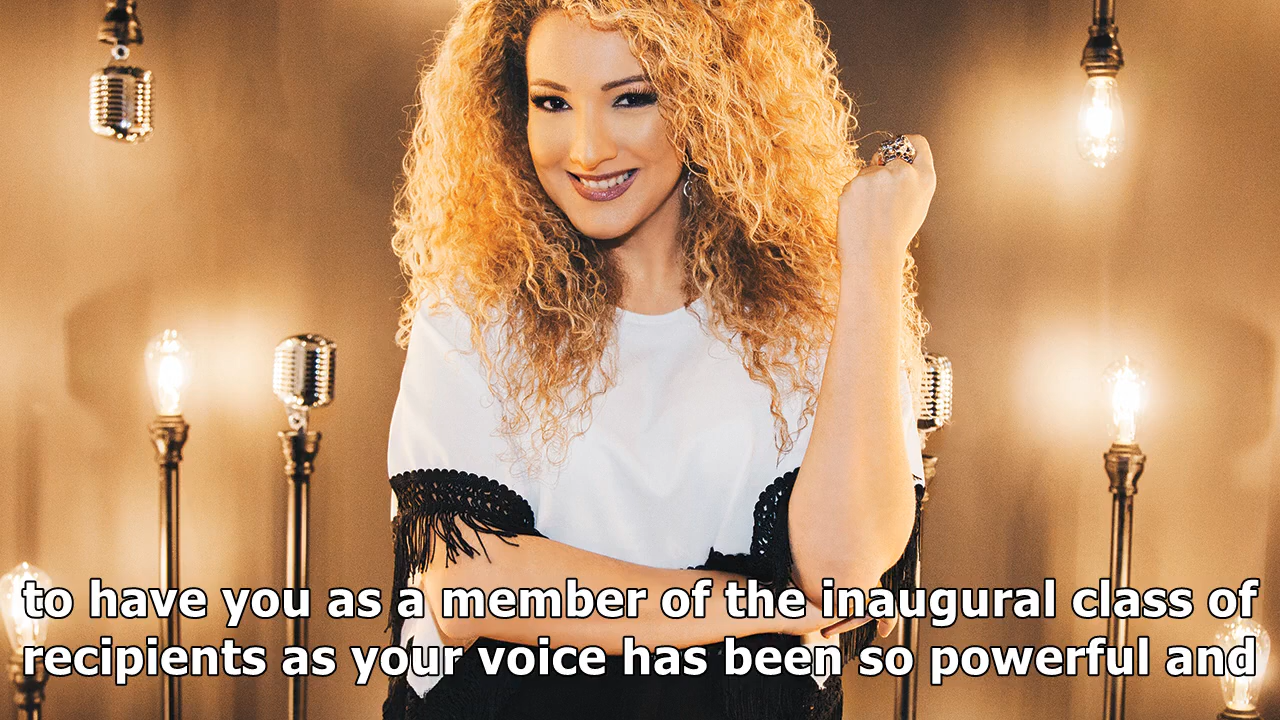 to have you as a member of the inaugural class of
recipients as your voice has been so powerful and